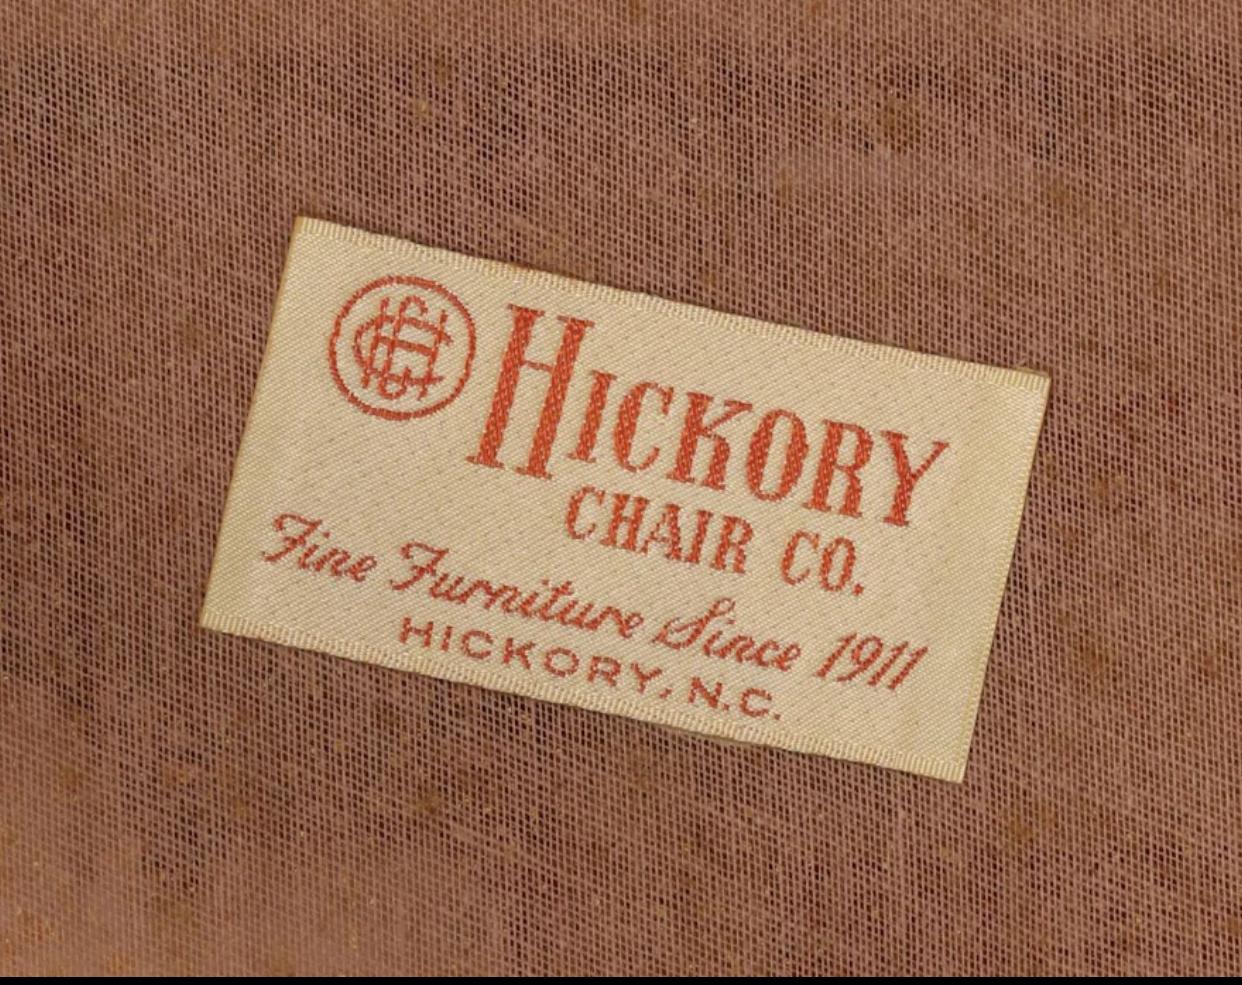 HICKORY
CHAIR CO.
Fine Furniture Since 1911
HICKORY, N.C.